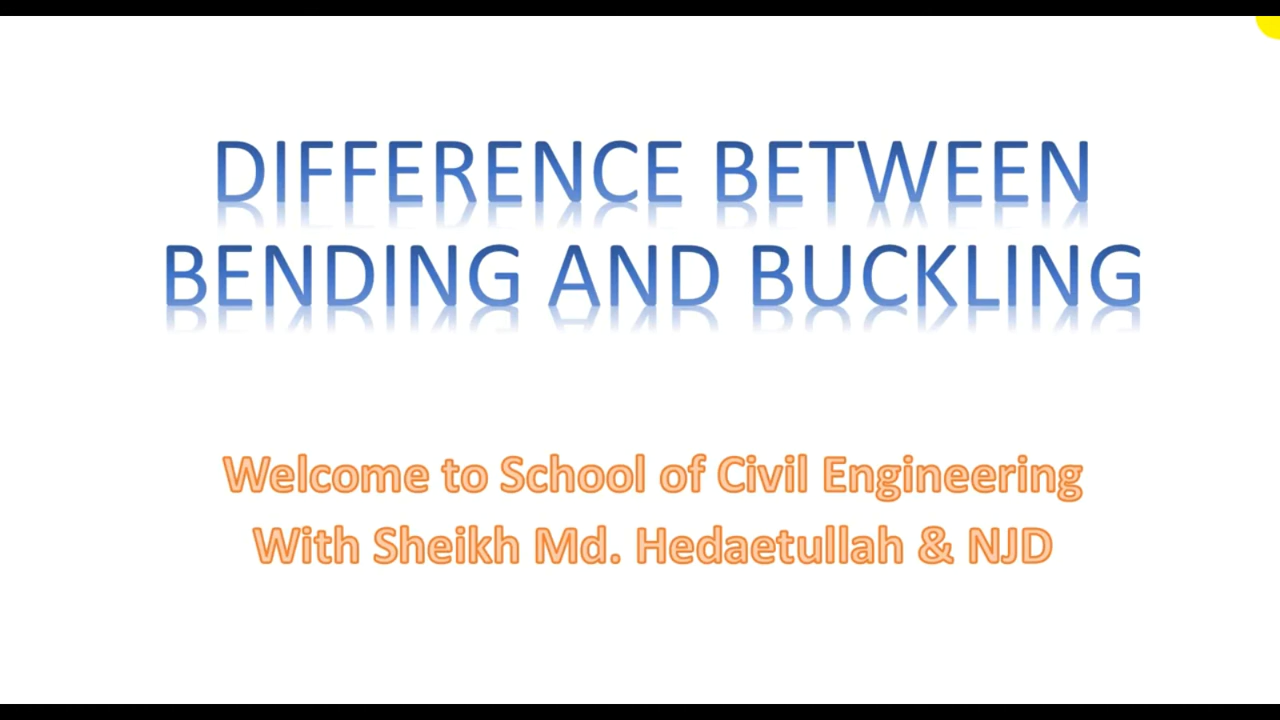 DIFFERENCE BETWEEN
BENDING AND BUCKLING
Welcome to School of Civil Engineering
With Sheikh Md. Hedaetullah & NJD